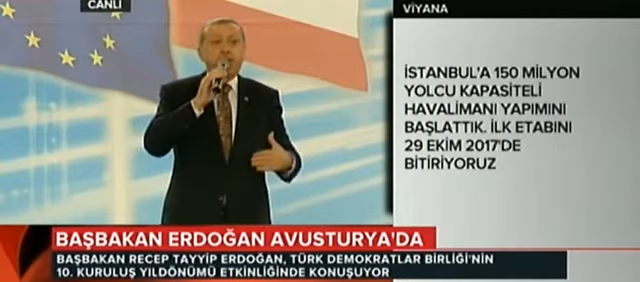 CANLI
VİYANA
İSTANBUL'A 150 MİLYON
YOLCU KAPASİTELİ
HAVALİMANI YAPIMINI
BAŞLATTIK. İLK ETABINI
29 EKİM 2017'DE
BİTİRİYORUZ
BAŞBAKAN ERDOĞAN AVUSTURYA'DA
BAŞBAKAN RECEP TAYYİP ERDOĞAN, TÜRK DEMOKRATLAR BİRLİĞİ'NİN
10. KURULUŞ YILDÖNÜMÜ ETKİNLİĞİNDE KONUŞUYOR